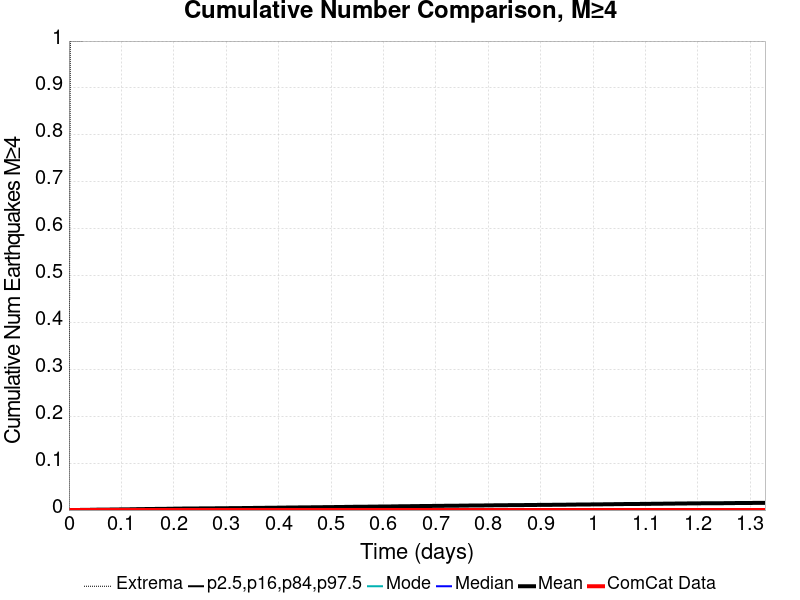 Cumulative Number Comparison, M≥4
Cumulative Num Earthquakes M≥4
1
0.9
0.8
0.7
0.6
0.5
0.4
0.3
0.2
0.1
0
0 0.1 0.2 0.3 0.4 0.5 0.6 0.7 0.8 0.9 1 1.1 1.2 1.3
Time (days)
Extrema p2.5,p16,p84,p97.5 Mode Median Mean ComCat Data